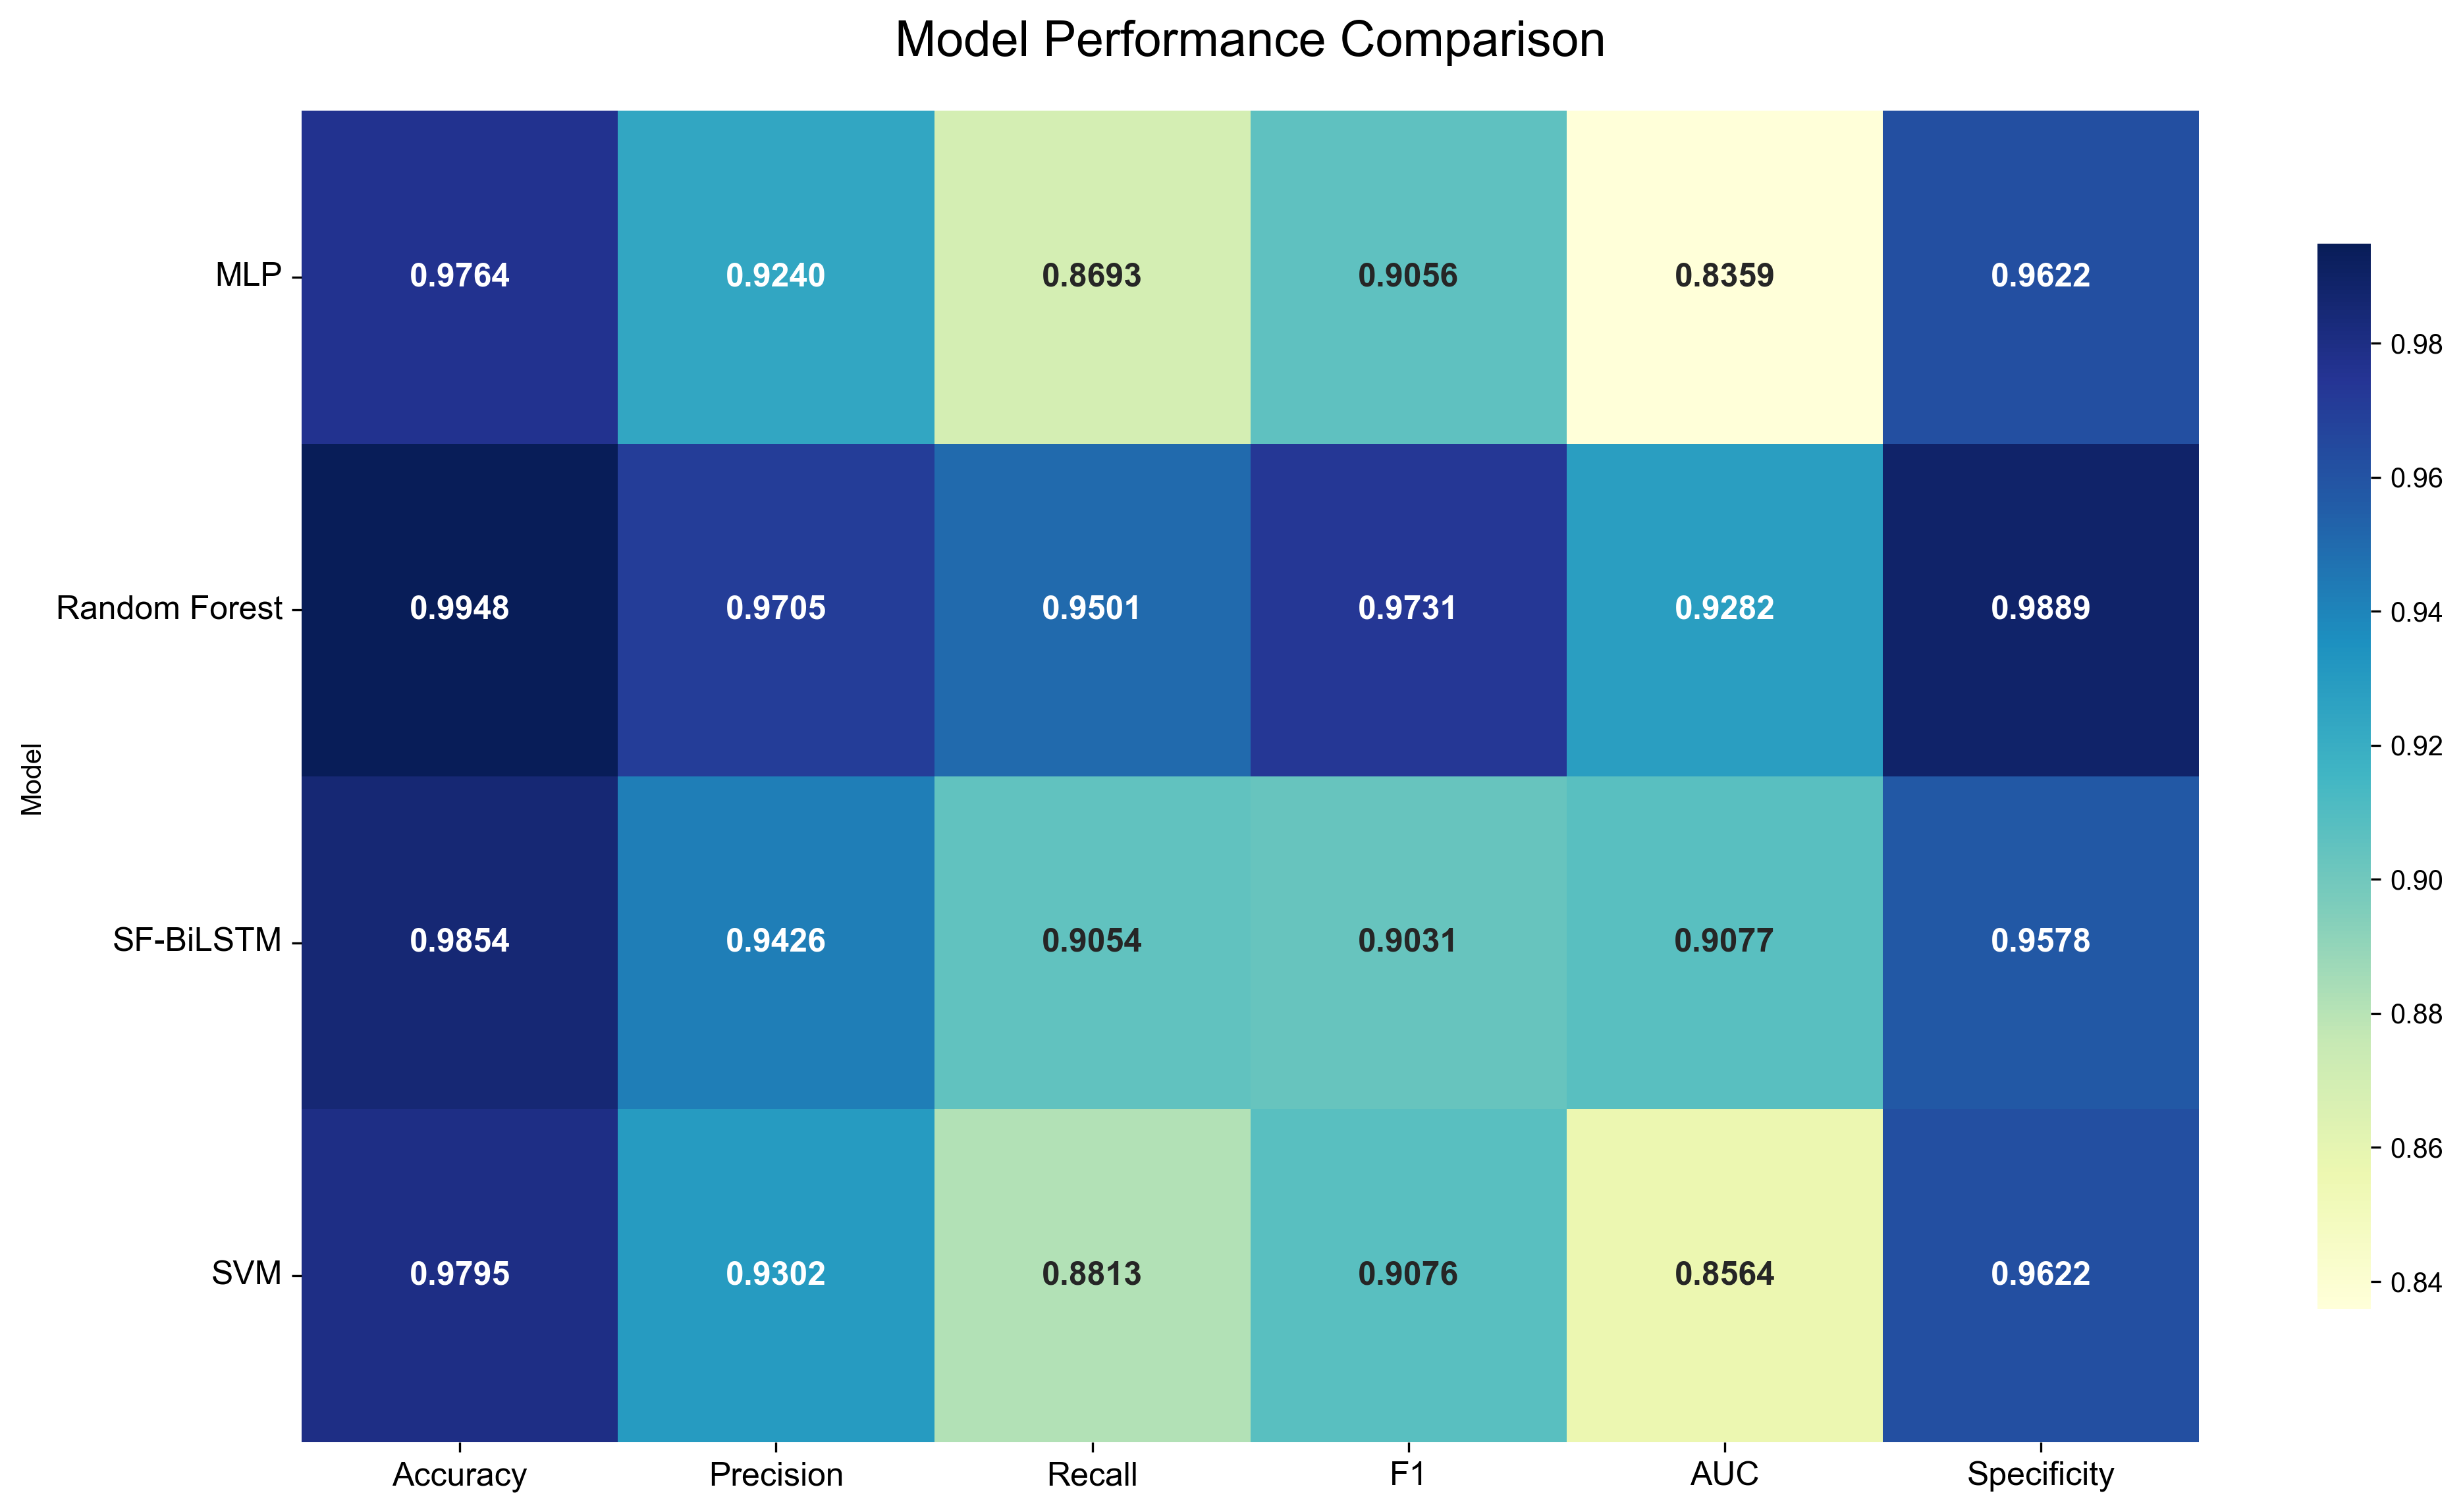 Model Performance Comparison
MLP 0.9764 0.9240 0.8693 0.9056 0.8359 0.9622
Random Forest 0.9948 0.9705 0.9501 0.9731 0.9282 0.9889
SF-BiLSTM 0.9854 0.9426 0.9054 0.9031 0.9077 0.9578
SVM 0.9795 0.9302 0.8813 0.9076 0.8564 0.9622
Accuracy Precision Recall F1 AUC Specificity
Model
0.98
0.96
0.94
0.92
0.90
0.88
0.86
0.84